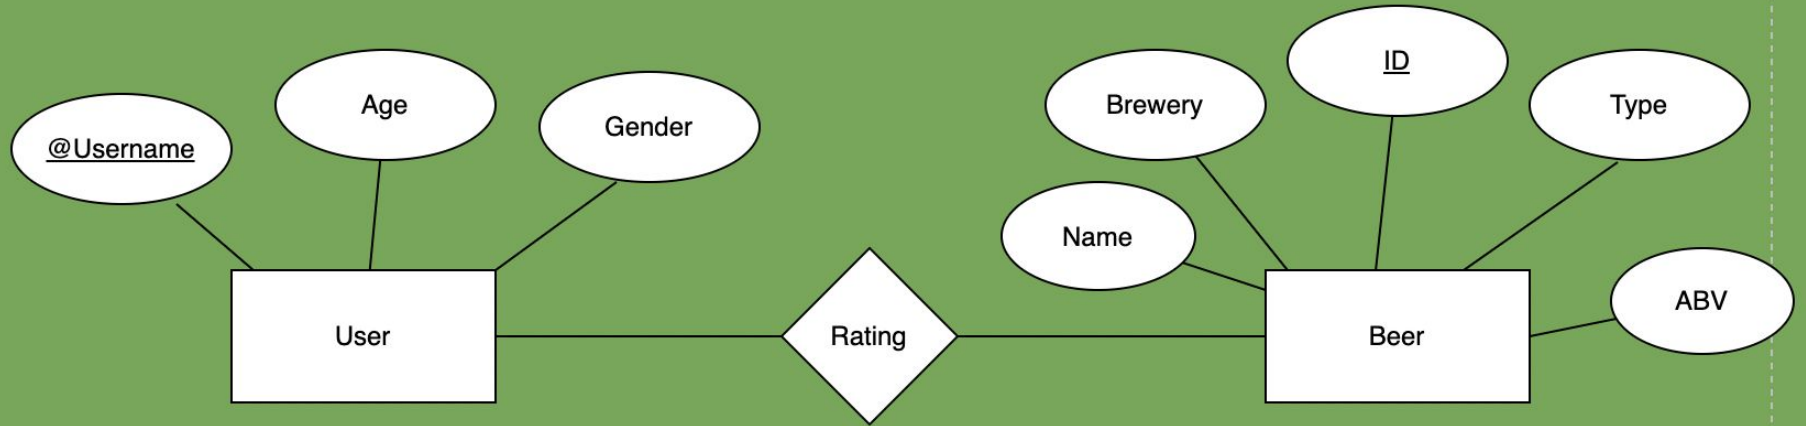 @Username
Age
Gender
Brewery
ID
Type
Name
ABV
User
Rating
Beer